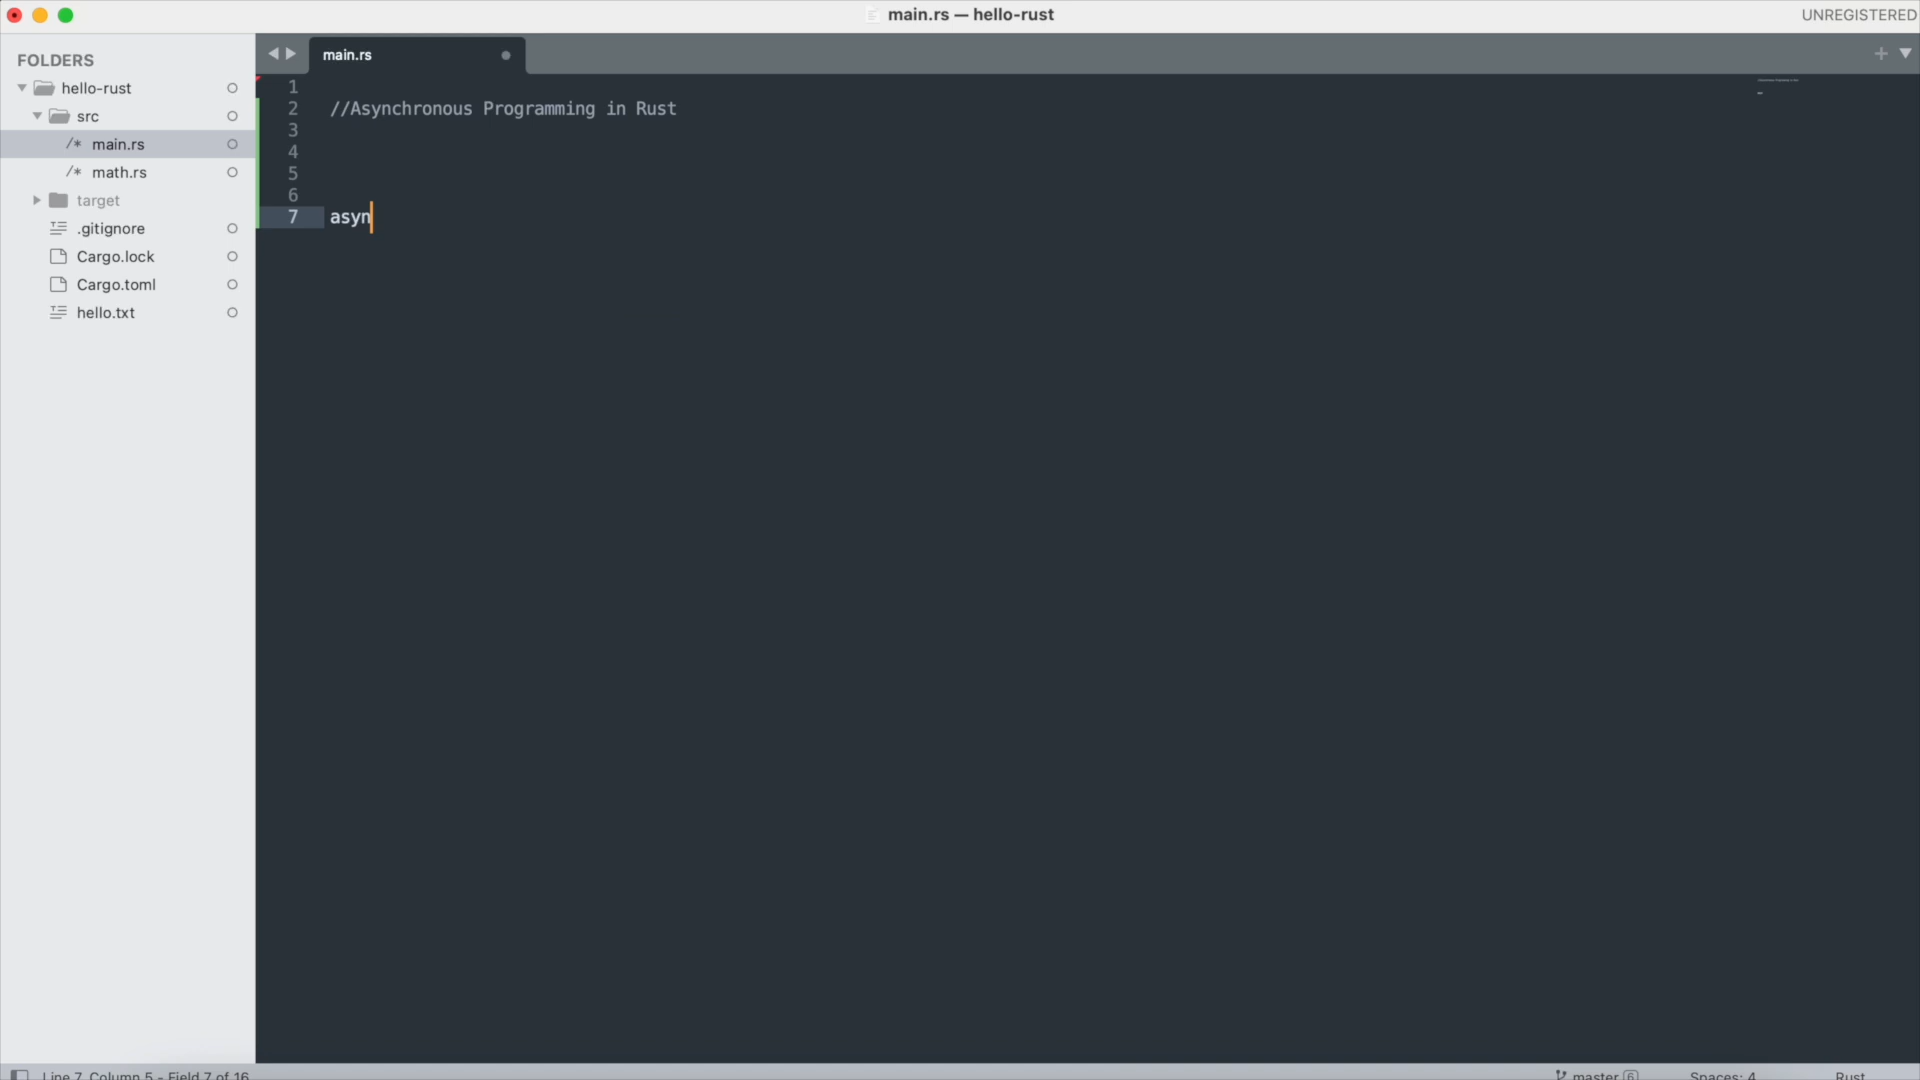 main.rs — hello-rust
UNREGISTERED
FOLDERS
hello-rust
src
/* main.rs
/* math.rs
target
.gitignore
Cargo.lock
Cargo.toml
hello.txt
main.rs
1
2 //Asynchronous Programming in Rust
3
4
5
6
7 asyn
Line 7, Column 5 - Field 7 of 16
master 6
Spaces: 4
Rust